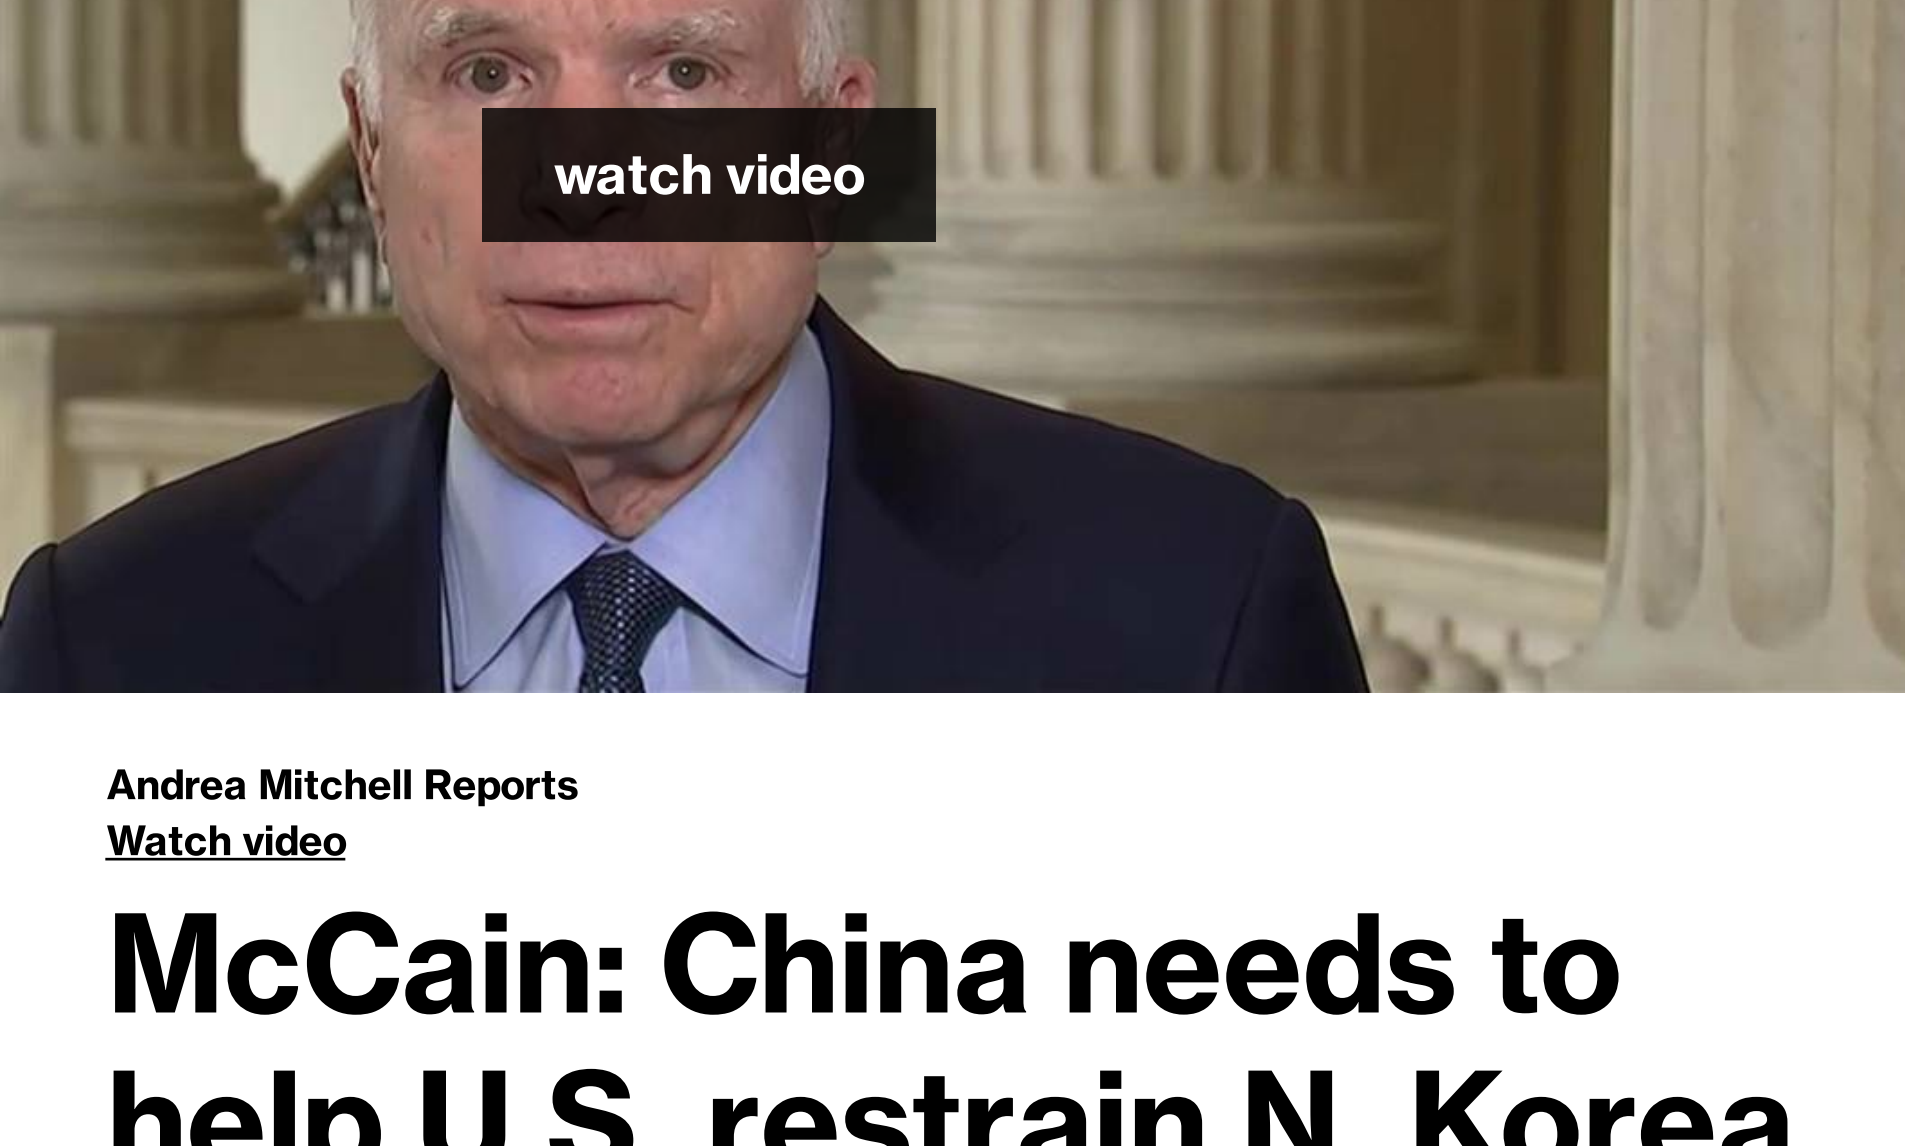 watch video
Andrea Mitchell Reports
Watch video
McCain: China needs to
help U.S. restrain N. Korea